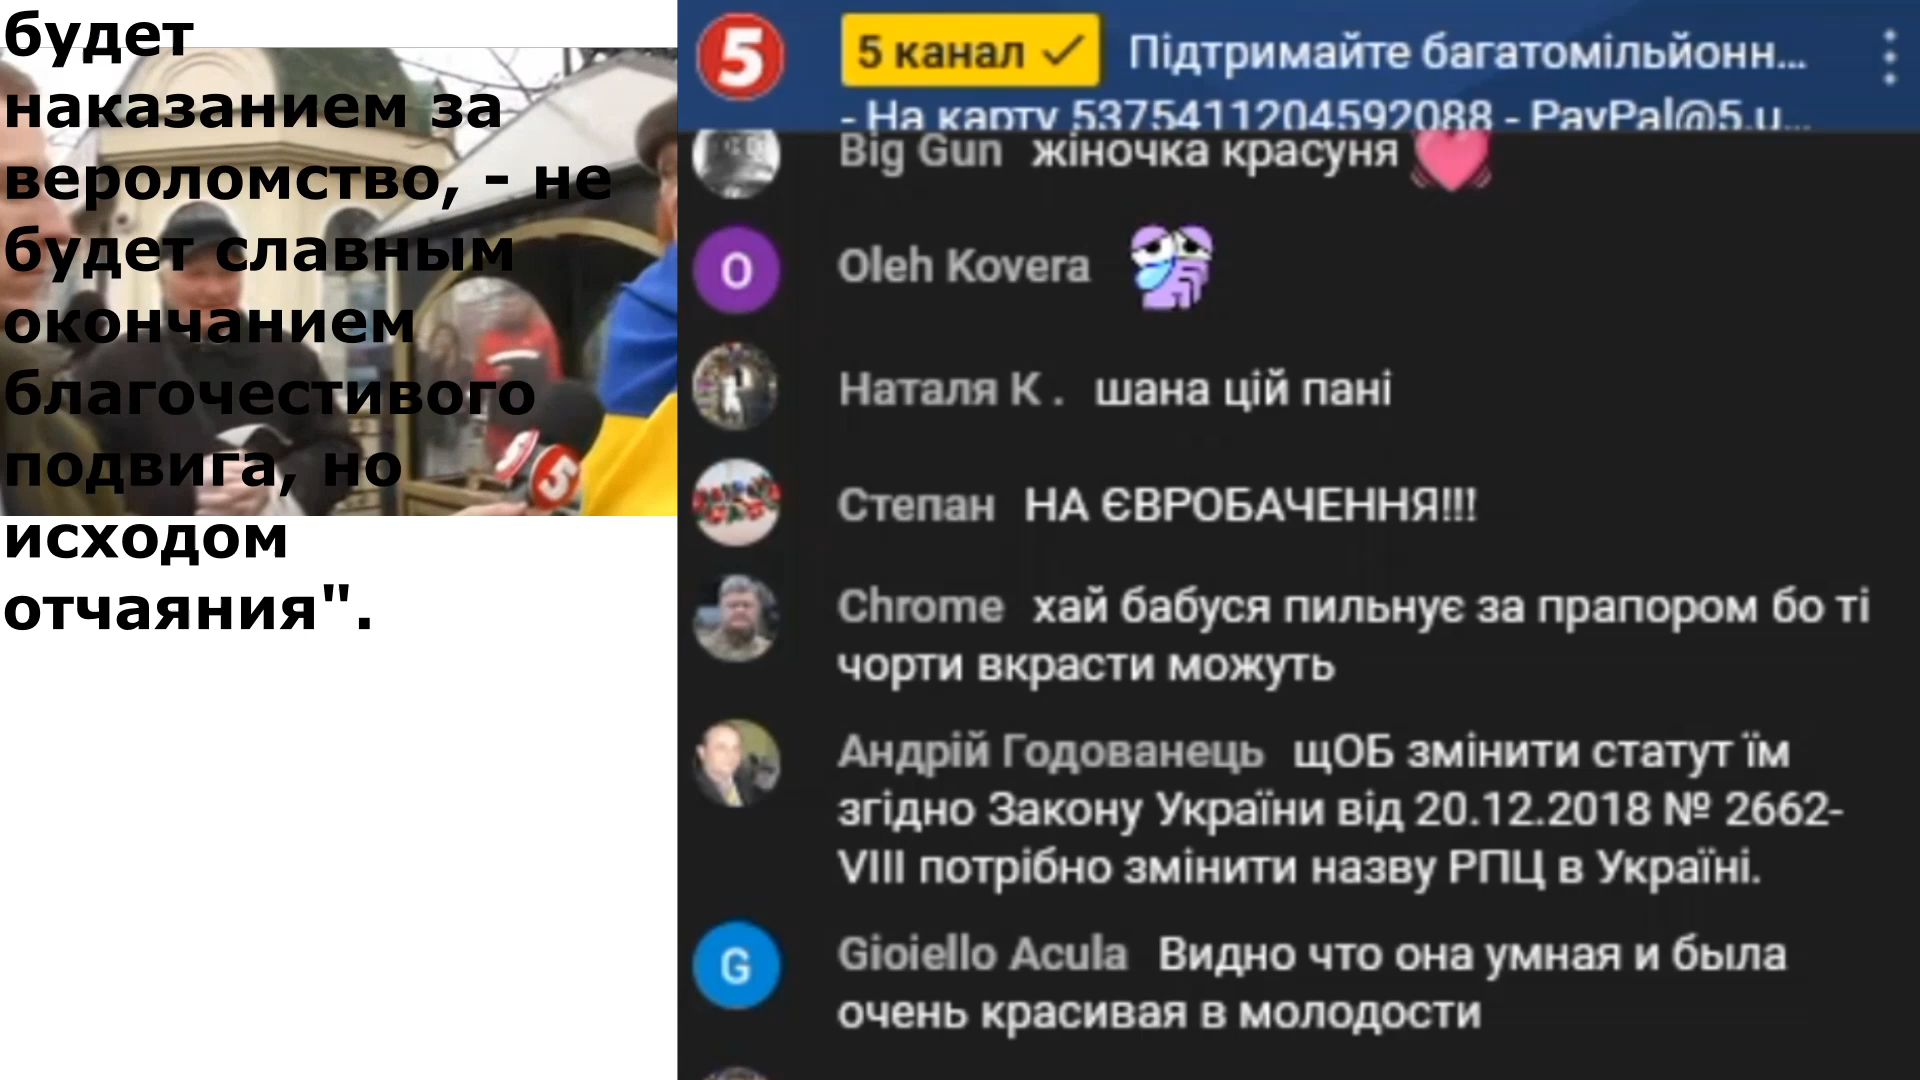 будет
наказанием за
вероломство, - не
будет славным
окончанием
благочестивого
подвига, но
исходом
отчаяния".
5
5
5 канал Підтримайте багатомільйонн...
- На карту 5375411204592088 - PayPal@5.u...
Big Gun жіночка красуня
O
Oleh Kovera
Наталя К . шана цій пані
Степан НА ЄВРОБАЧЕННЯ!!!
Chrome хай бабуся пильнує за прапором бо ті
чорти вкрасти можуть
Андрій Годованець щОБ змінити статут їм
згідно Закону України від 20.12.2018 № 2662-
VIII потрібно змінити назву РПЦ в Україні.
G
Gioiello Acula Видно что она умная и была
очень красивая в молодости